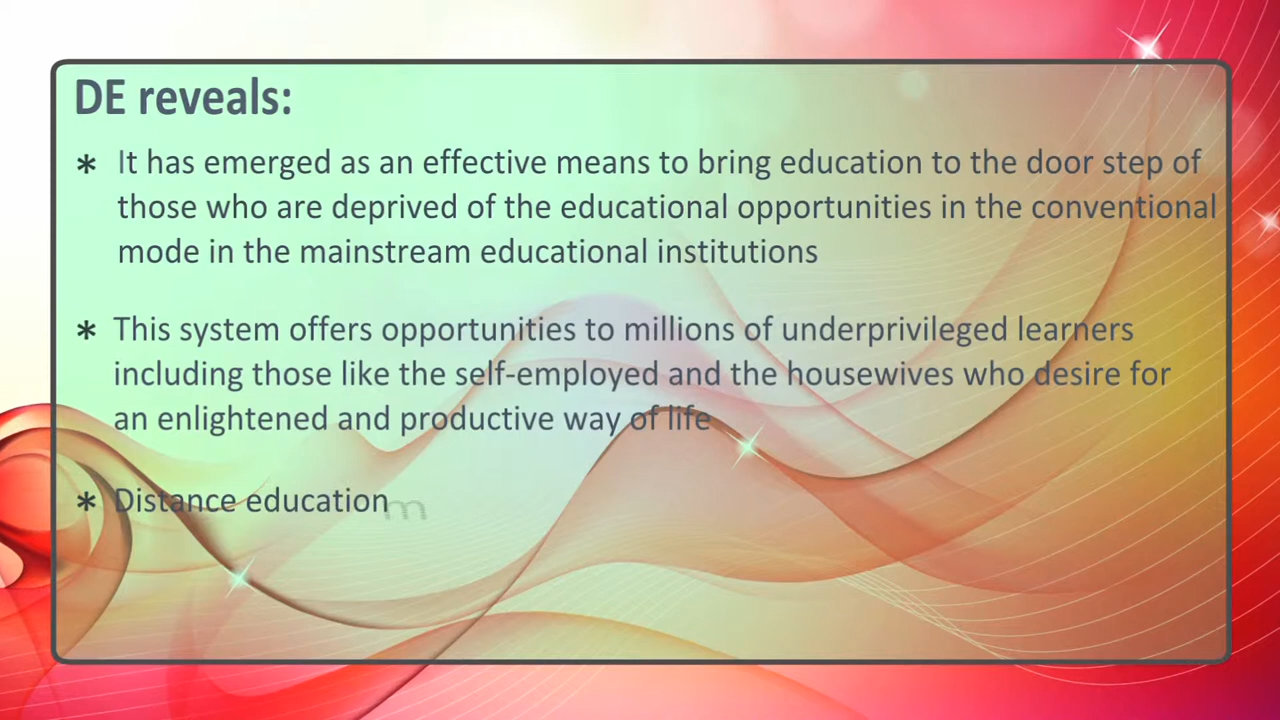 DE reveals:
* It has emerged as an effective means to bring education to the door step of
those who are deprived of the educational opportunities in the conventional
mode in the mainstream educational institutions
* This system offers opportunities to millions of underprivileged learners
including those like the self-employed and the housewives who desire for
an enlightened and productive way of life
* Distance education m